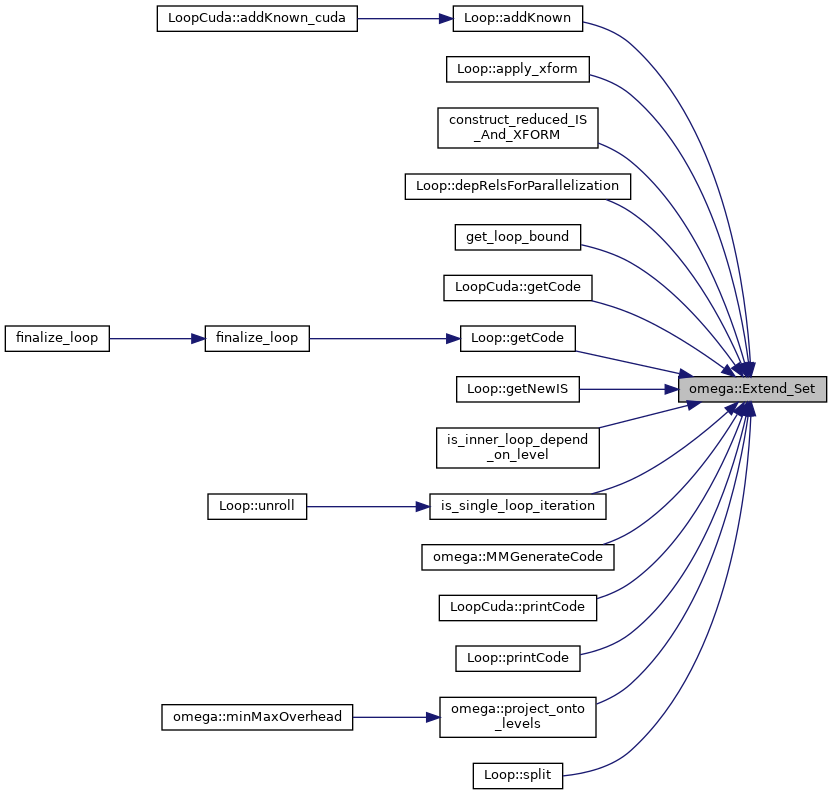 LoopCuda::addKnown_cuda
Loop::addKnown
Loop::apply_xform
construct_reduced_IS
_And_XFORM
Loop::depRelsForParallelization
get_loop_bound
LoopCuda::getCode
finalize_loop
finalize_loop
Loop::getCode
omega::Extend_Set
Loop::getNewIS
is_inner_loop_depend
_on_level
Loop::unroll
is_single_loop_iteration
omega::MMGenerateCode
LoopCuda::printCode
Loop::printCode
omega::minMaxOverhead
omega::project_onto
_levels
Loop::split